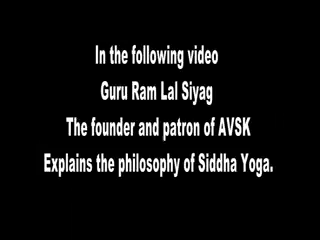 In the following video
Guru Ram Lal Siyag
The founder and patron of AVSK
Explains the philosophy of Siddha Yoga.